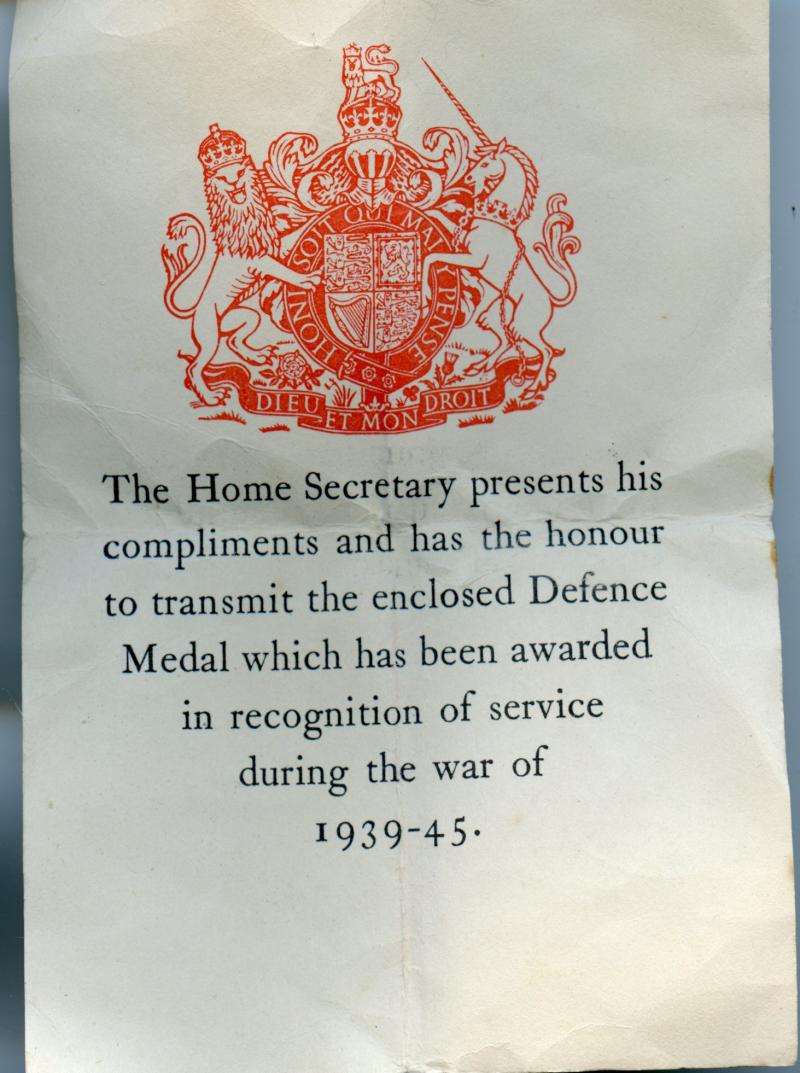 HONI SOIT QUI MAL Y PENSE
DIEU ET MON DROIT
The Home Secretary presents his
compliments and has the honour
to transmit the enclosed Defence
Medal which has been awarded
in recognition of service
during the war of
1939-45.